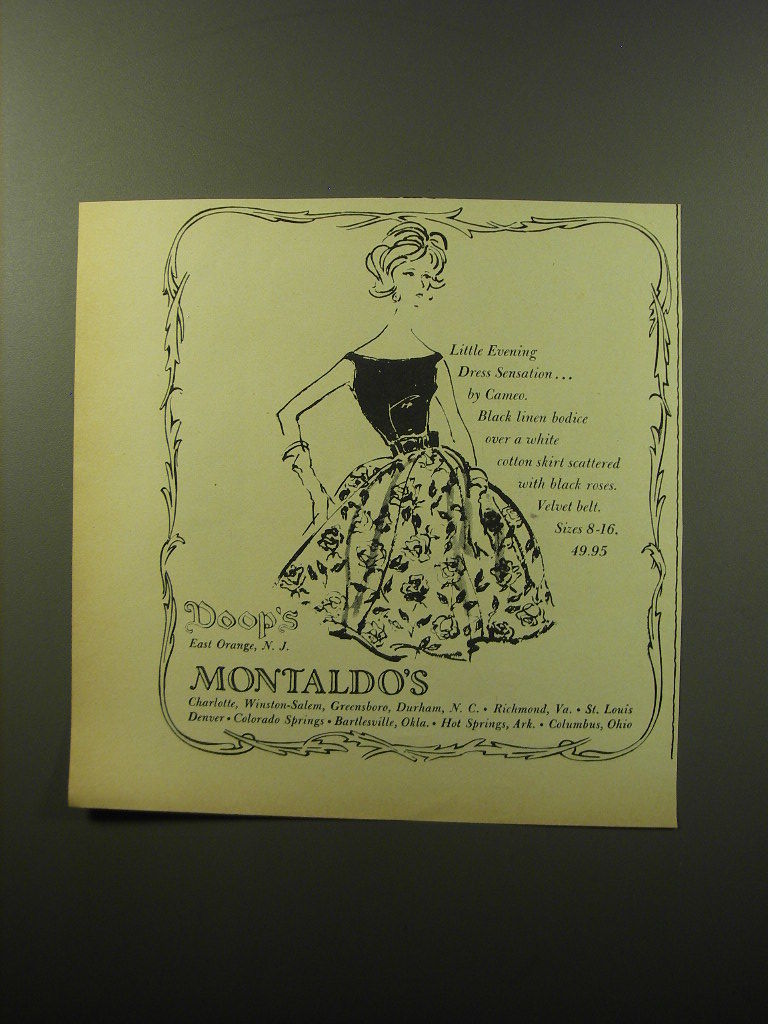 Little Evening
Dress Sensation...
by Cameo.
Black linen bodice
over a white
cotton skirt scattered
with black roses.
Velvet belt.
Sizes 8-16.
49.95
Doop's
East Orange, N. J.
MONTALDO'S
Charlotte, Winston-Salem, Greensboro, Durham, N. C. • Richmond, Va. • St. Louis
Denver • Colorado Springs • Bartlesville, Okla. • Hot Springs, Ark. • Columbus, Ohio